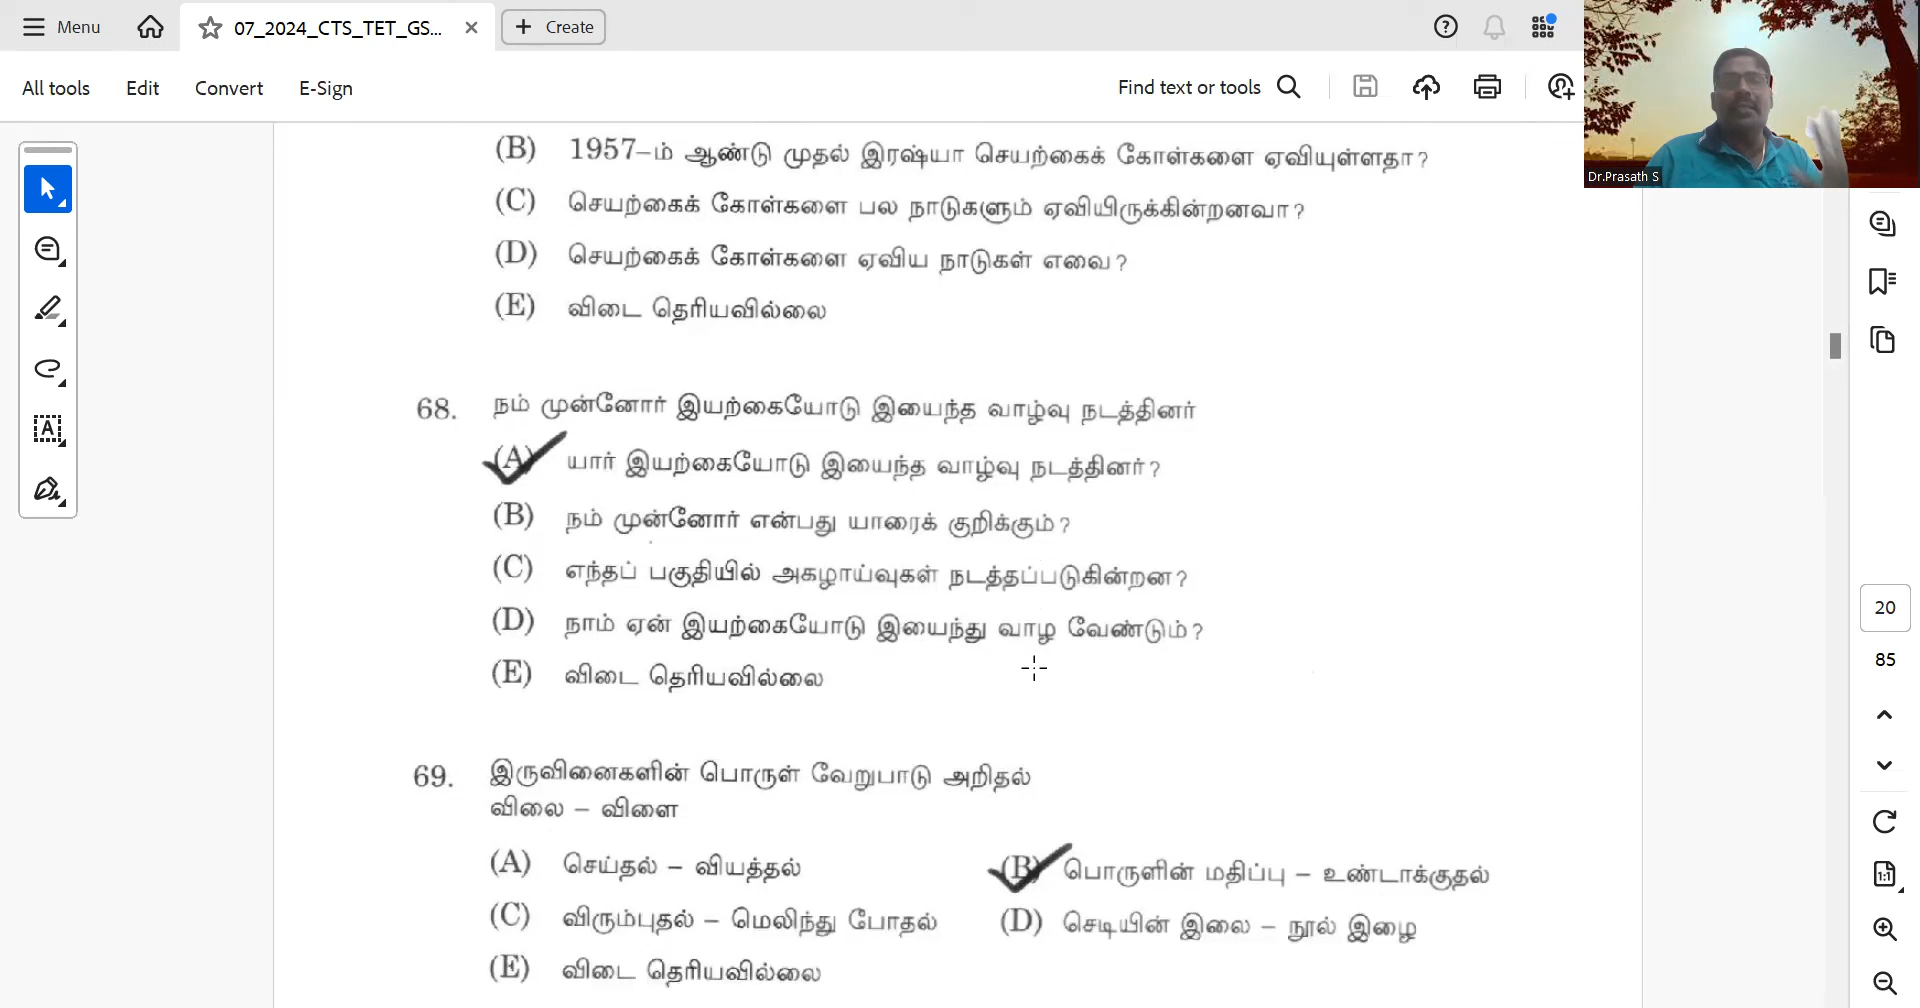 Menu
07_2024_CTS_TET_GS...
Create
All tools
Edit
Convert
E-Sign
Find text or tools
Dr.Prasath S
(B) 1957-ம் ஆண்டு முதல் இரஷ்யா செயற்கைக் கோள்களை ஏவியுள்ளதா?
(C) செயற்கைக் கோள்களை பல நாடுகளும் ஏவியிருக்கின்றனவா?
(D) செயற்கைக் கோள்களை ஏவிய நாடுகள் எவை?
(E) விடை தெரியவில்லை
68. நம் முன்னோர் இயற்கையோடு இயைந்த வாழ்வு நடத்தினர்
(A) யார் இயற்கையோடு இயைந்த வாழ்வு நடத்தினர்?
(B) நம் முன்னோர் என்பது யாரைக் குறிக்கும்?
(C) எந்தப் பகுதியில் அகழாய்வுகள் நடத்தப்படுகின்றன?
(D) நாம் ஏன் இயற்கையோடு இயைந்து வாழ வேண்டும்?
(E) விடை தெரியவில்லை
69. இருவினைகளின் பொருள் வேறுபாடு அறிதல்
விலை – விளை
(A) செய்தல் – வியத்தல் (B) பொருளின் மதிப்பு – உண்டாக்குதல்
(C) விரும்புதல் – மெலிந்து போதல் (D) செடியின் இலை – நூல் இழை
(E) விடை தெரியவில்லை
20
85